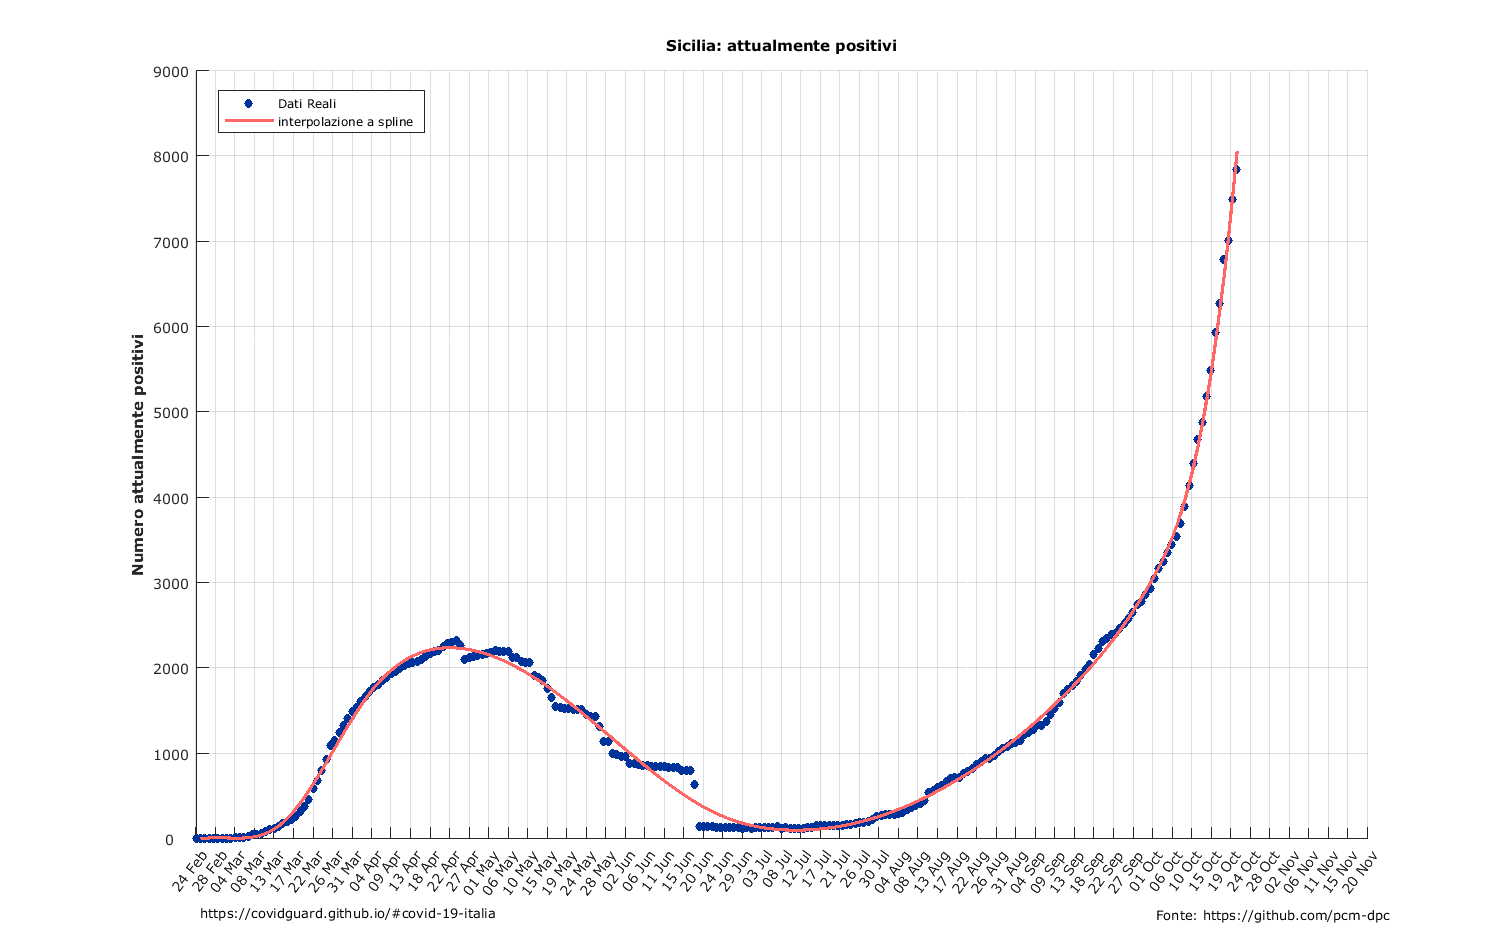 Sicilia: attualmente positivi
9000
8000
7000
6000
5000
4000
3000
2000
1000
0
Numero attualmente positivi
Dati Reali
interpolazione a spline
24 Feb
28 Feb
04 Mar
08 Mar
13 Mar
17 Mar
22 Mar
26 Mar
31 Mar
04 Apr
09 Apr
13 Apr
18 Apr
22 Apr
27 Apr
01 May
06 May
10 May
15 May
19 May
24 May
28 May
02 Jun
06 Jun
11 Jun
15 Jun
20 Jun
24 Jun
29 Jun
03 Jul
08 Jul
12 Jul
17 Jul
21 Jul
26 Jul
30 Jul
04 Aug
08 Aug
13 Aug
17 Aug
22 Aug
26 Aug
31 Aug
04 Sep
09 Sep
13 Sep
18 Sep
22 Sep
27 Sep
01 Oct
06 Oct
10 Oct
15 Oct
19 Oct
24 Oct
28 Oct
02 Nov
06 Nov
11 Nov
15 Nov
20 Nov
https://covidguard.github.io/#covid-19-italia
Fonte: https://github.com/pcm-dpc